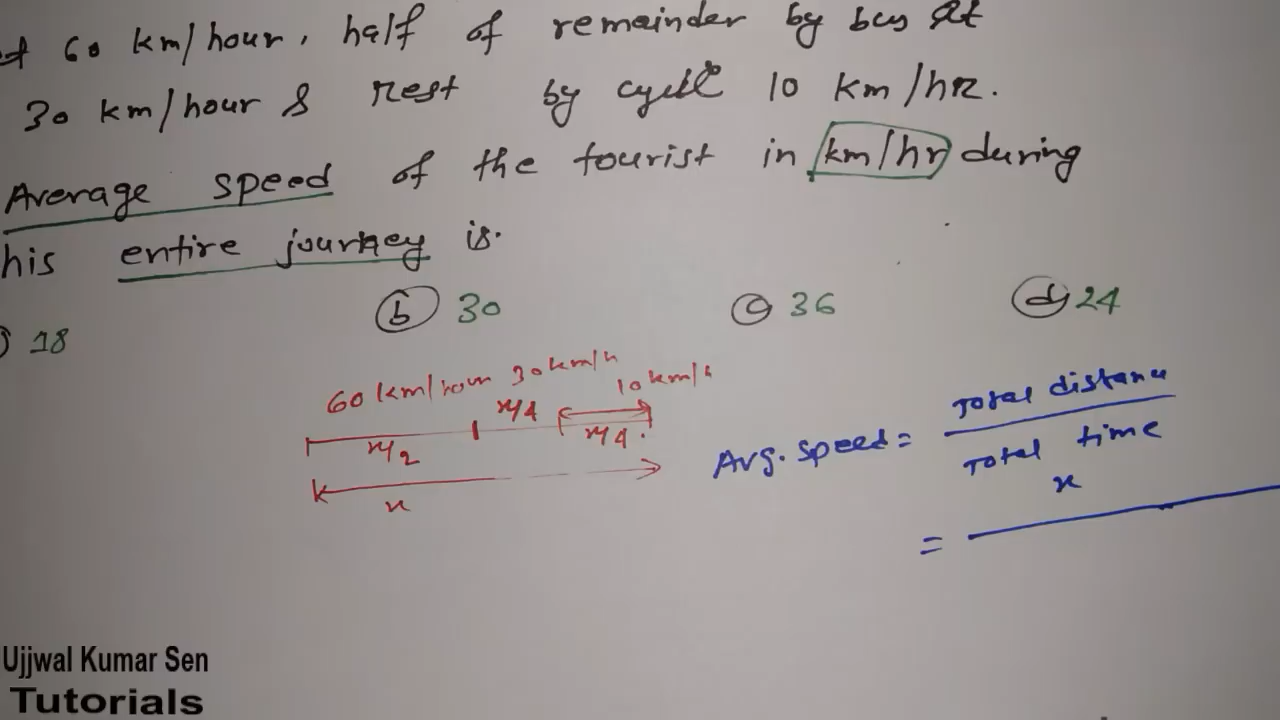 60 km/hour, half of remainder by bus at
30 km/hour & rest by cycle 10 km/hr.
Average speed of the tourist in km/hr during
his entire journey is.
18 b 30 c 36 d 24
60 km/hour 30 km/h 10 km/h
x/2 x/4 x/4
x
Avg. speed = Total distance
Total time
= x
Ujjwal Kumar Sen
Tutorials